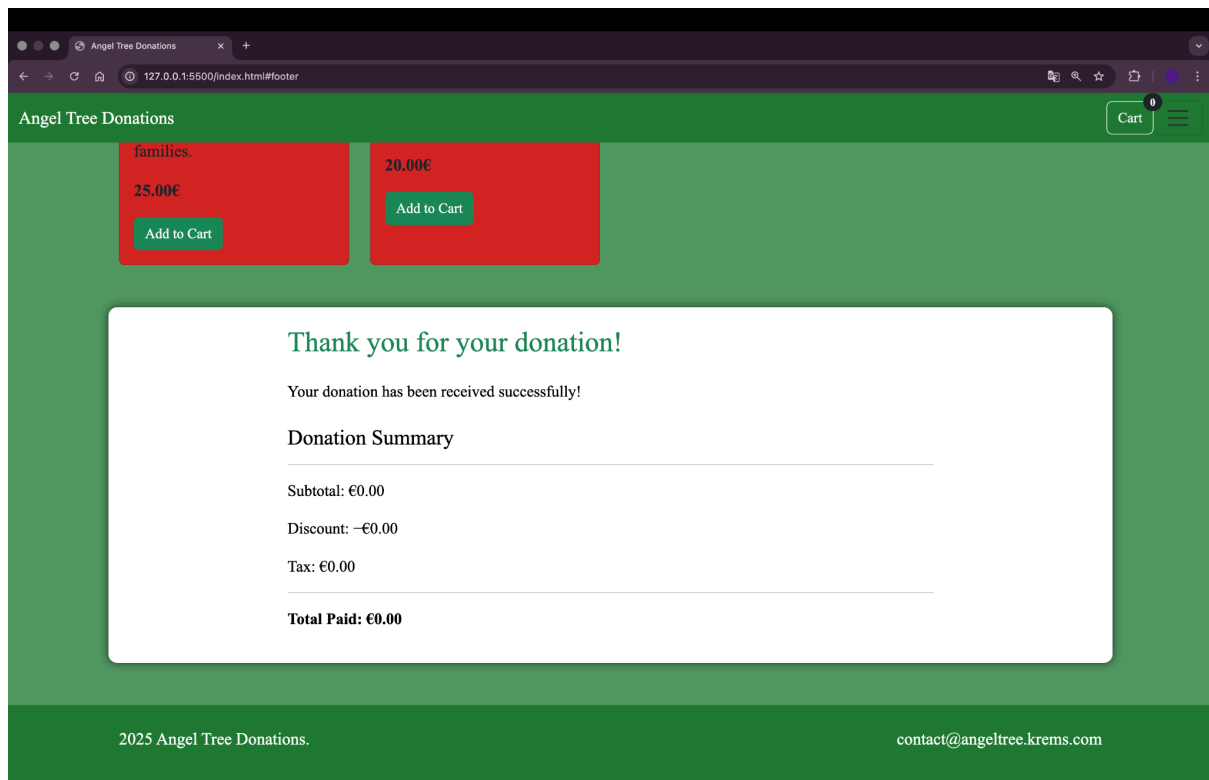 Angel Tree Donations
127.0.0.1:5500/index.html#footer
Angel Tree Donations
Cart
0
families.
25.00€
Add to Cart
20.00€
Add to Cart
Thank you for your donation!
Your donation has been received successfully!
Donation Summary
Subtotal: €0.00
Discount: −€0.00
Tax: €0.00
Total Paid: €0.00
2025 Angel Tree Donations.
contact@angeltree.krems.com